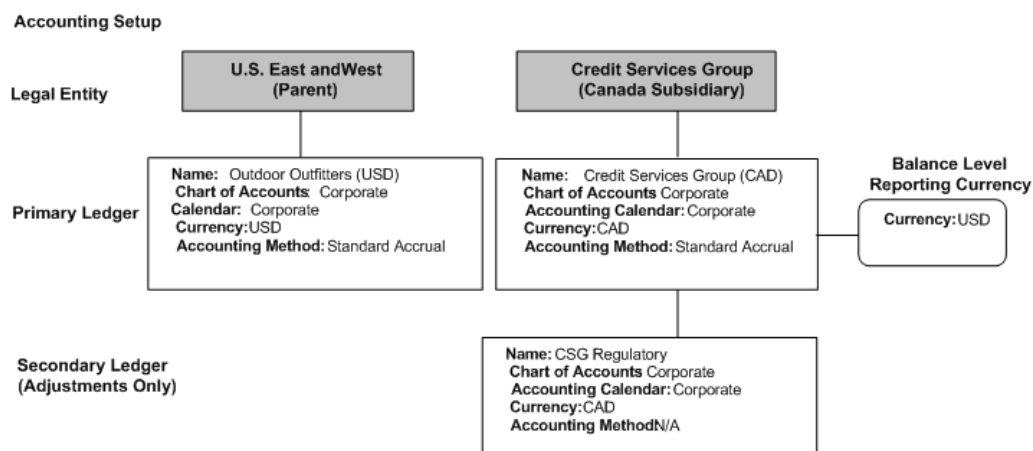 Accounting Setup
Legal Entity
U.S. East andWest
(Parent)
Credit Services Group
(Canada Subsidiary)
Primary Ledger
Name: Outdoor Outfitters (USD)
Chart of Accounts: Corporate
Calendar: Corporate
Currency:USD
Accounting Method: Standard Accrual
Name: Credit Services Group (CAD)
Chart of Accounts Corporate
Accounting Calendar: Corporate
Currency:CAD
Accounting Method: Standard Accrual
Balance Level
Reporting Currency
Currency:USD
Secondary Ledger
(Adjustments Only)
Name: CSG Regulatory
Chart of Accounts Corporate
Accounting Calendar: Corporate
Currency:CAD
Accounting MethodN/A